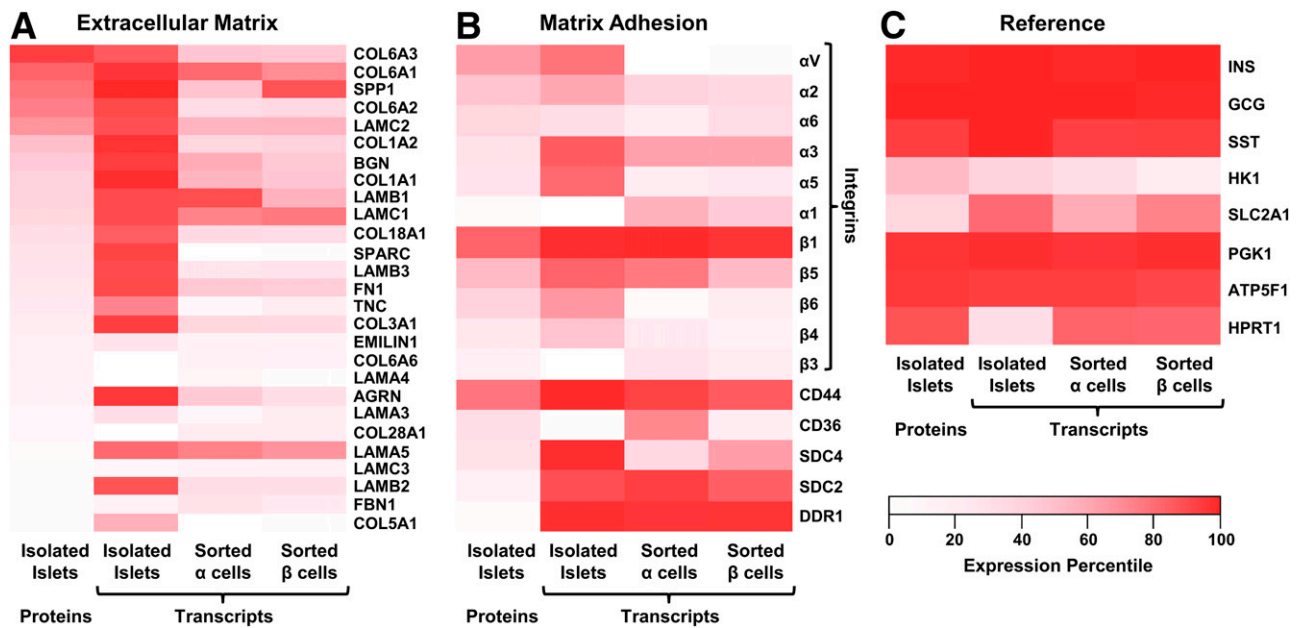 A
Extracellular Matrix
COL6A3
COL6A1
SPP1
COL6A2
LAMC2
COL1A2
BGN
COL1A1
LAMB1
LAMC1
COL18A1
SPARC
LAMB3
FN1
TNC
COL3A1
EMILIN1
COL6A6
LAMA4
AGRN
LAMA3
COL28A1
LAMA5
LAMC3
LAMB2
FBN1
COL5A1
Isolated Islets
Isolated Islets
Sorted α cells
Sorted β cells
Proteins
Transcripts
B
Matrix Adhesion
αV
α2
α6
α3
α5
α1
β1
β5
β6
β4
β3
Integrins
CD44
CD36
SDC4
SDC2
DDR1
Isolated Islets
Isolated Islets
Sorted α cells
Sorted β cells
Proteins
Transcripts
C
Reference
INS
GCG
SST
HK1
SLC2A1
PGK1
ATP5F1
HPRT1
Isolated Islets
Isolated Islets
Sorted α cells
Sorted β cells
Proteins
Transcripts
0 20 40 60 80 100
Expression Percentile